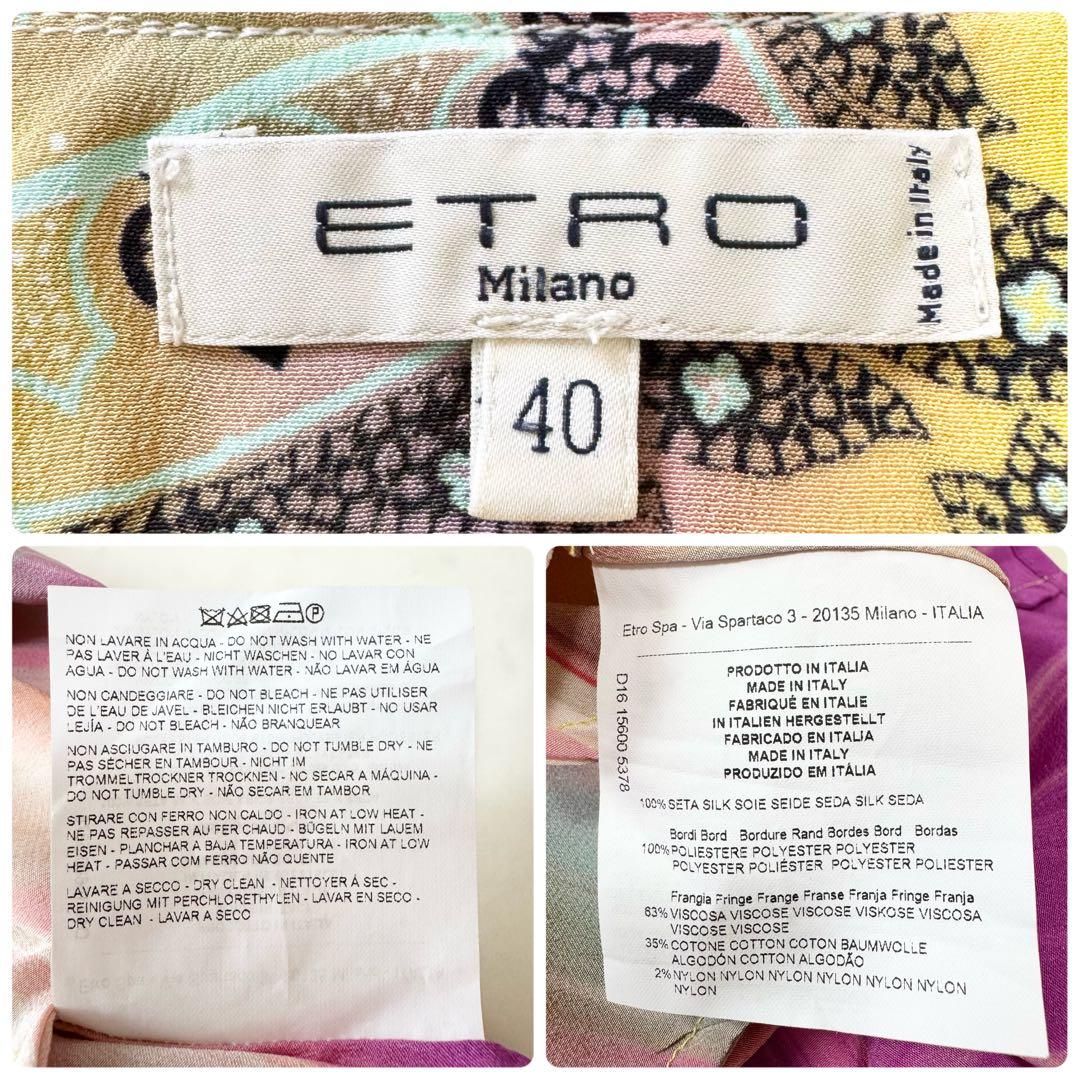 ETRO
Milano
Made in Italy
40
NON LAVARE IN ACQUA - DO NOT WASH WITH WATER - NE
PAS LAVER À L'EAU - NICHT WASCHEN - NO LAVAR CON
AGUA - DO NOT WASH WITH WATER - NÃO LAVAR EM ÁGUA
NON CANDEGGIARE - DO NOT BLEACH - NE PAS UTILISER
DE L'EAU DE JAVEL - BLEICHEN NICHT ERLAUBT - NO USAR
LEJÍA - DO NOT BLEACH - NÃO BRANQUEAR
NON ASCIUGARE IN TAMBURO - DO NOT TUMBLE DRY - NE
PAS SÉCHER EN TAMBOUR - NICHT IM
TROMMELTROCKNER TROCKNEN - NO SECAR A MÁQUINA -
DO NOT TUMBLE DRY - NÃO SECAR EM TAMBOR
STIRARE CON FERRO NON CALDO - IRON AT LOW HEAT -
NE PAS REPASSER AU FER CHAUD - BÜGELN MIT LAUEM
EISEN - PLANCHAR A BAJA TEMPERATURA - IRON AT LOW
HEAT - PASSAR COM FERRO NÃO QUENTE
LAVARE A SECCO - DRY CLEAN - NETTOYER À SEC -
REINIGUNG MIT PERCHLORETHYLEN - LAVAR EN SECO -
DRY CLEAN - LAVAR A SECO
Etro Spa - Via Spartaco 3 - 20135 Milano - ITALIA
D16 15600 5378
PRODOTTO IN ITALIA
MADE IN ITALY
FABRIQUÉ EN ITALIE
IN ITALIEN HERGESTELLT
FABRICADO EN ITALIA
MADE IN ITALY
PRODUZIDO EM ITÁLIA
100% SETA SILK SOIE SEIDE SEDA SILK SEDA
Bordi Bord Bordure Rand Bordes Bord Bordas
100% POLIESTERE POLYESTER POLYESTER
POLYESTER POLIÉSTER POLYESTER POLIESTER
Frangia Fringe Frange Franse Franja Fringe Franja
63% VISCOSA VISCOSE VISCOSE VISKOSE VISCOSA
VISCOSE VISCOSE
35% COTONE COTTON COTON BAUMWOLLE
ALGODÓN COTTON ALGODÃO
2% NYLON NYLON NYLON NYLON NYLON NYLON
NYLON